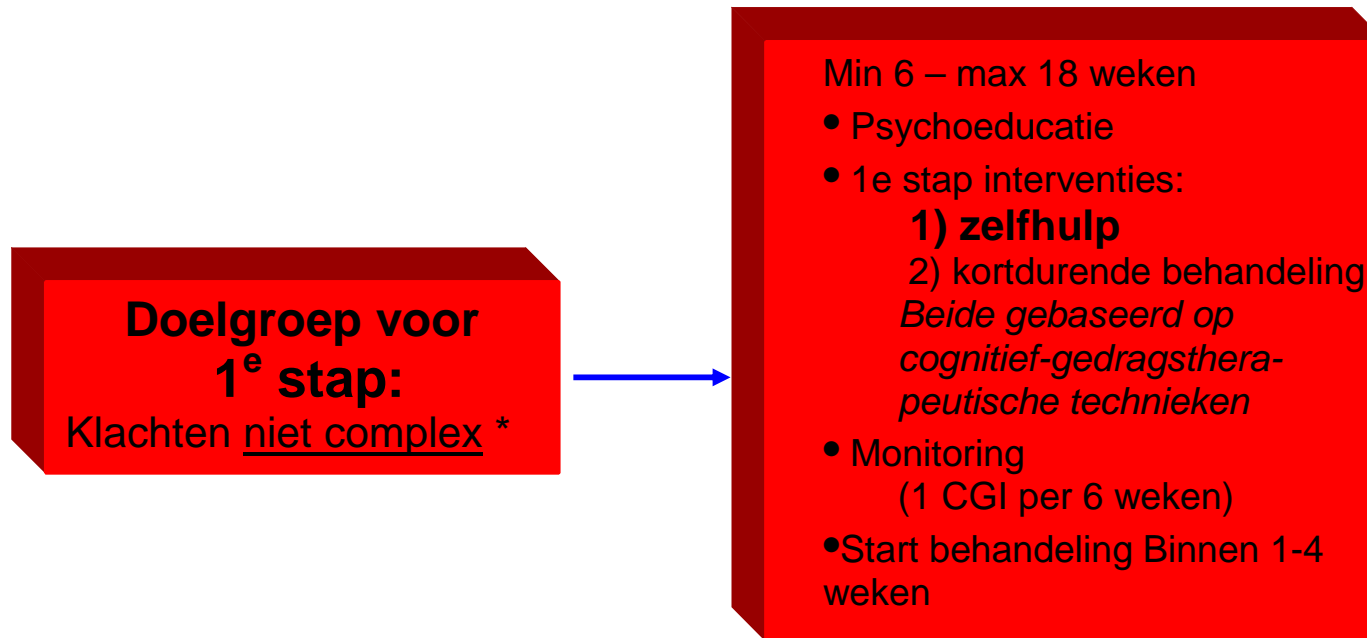 Doelgroep voor
1e stap:
Klachten niet complex *
Min 6 – max 18 weken
• Psychoeducatie
• 1e stap interventies:
1) zelfhulp
2) kortdurende behandeling
Beide gebaseerd op
cognitief-gedragsthera-
peutische technieken
• Monitoring
(1 CGI per 6 weken)
•Start behandeling Binnen 1-4
weken